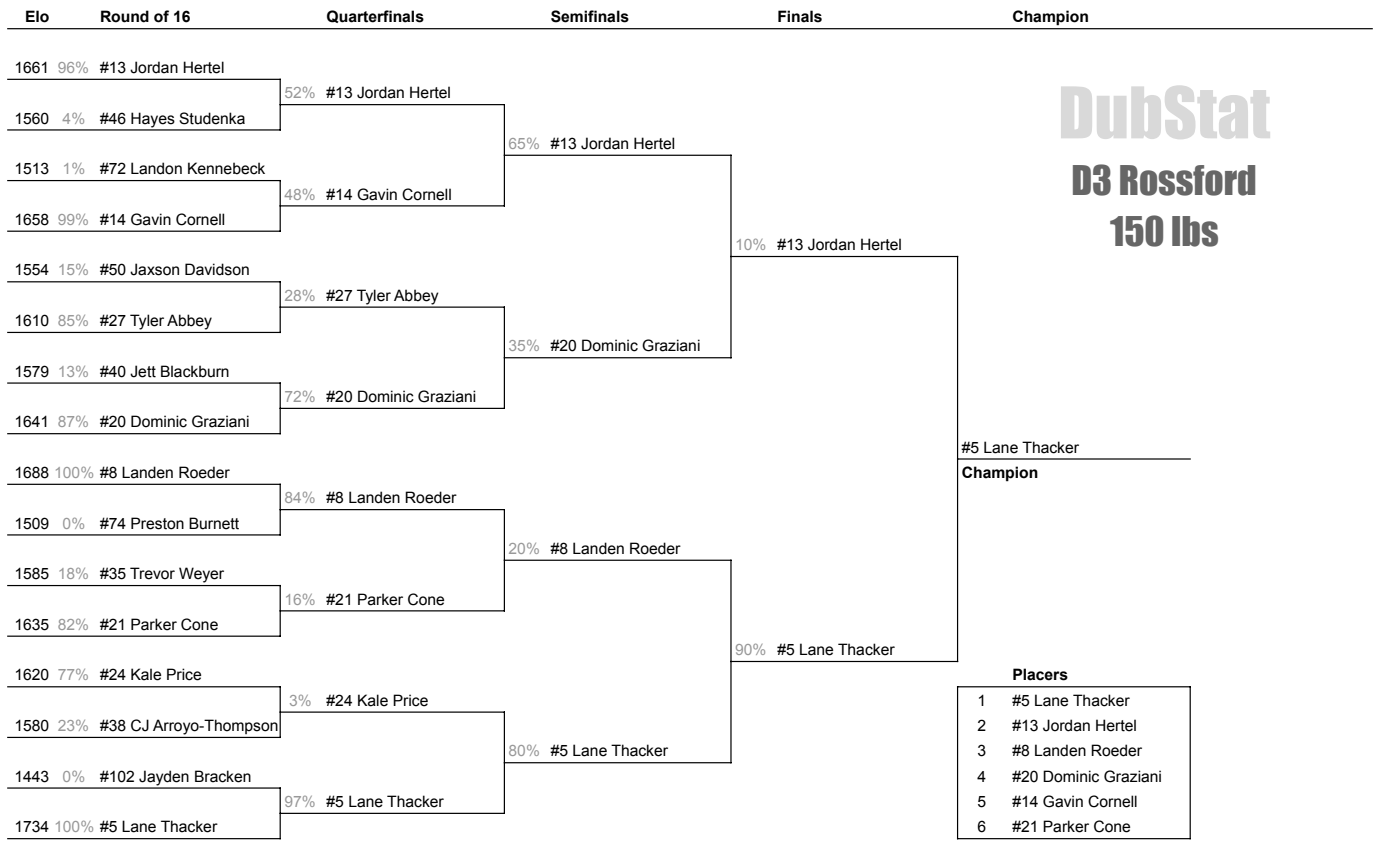 Elo Round of 16 Quarterfinals Semifinals Finals Champion
1661 96% #13 Jordan Hertel
52% #13 Jordan Hertel
DubStat
1560 4% #46 Hayes Studenka
65% #13 Jordan Hertel
1513 1% #72 Landon Kennebeck
D3 Rossford
48% #14 Gavin Cornell
1658 99% #14 Gavin Cornell
150 lbs
10% #13 Jordan Hertel
1554 15% #50 Jaxson Davidson
28% #27 Tyler Abbey
1610 85% #27 Tyler Abbey
35% #20 Dominic Graziani
1579 13% #40 Jett Blackburn
72% #20 Dominic Graziani
1641 87% #20 Dominic Graziani
#5 Lane Thacker
1688 100% #8 Landen Roeder
Champion
84% #8 Landen Roeder
1509 0% #74 Preston Burnett
20% #8 Landen Roeder
1585 18% #35 Trevor Weyer
16% #21 Parker Cone
1635 82% #21 Parker Cone
90% #5 Lane Thacker
1620 77% #24 Kale Price
Placers
3% #24 Kale Price
1 #5 Lane Thacker
1580 23% #38 CJ Arroyo-Thompson
2 #13 Jordan Hertel
80% #5 Lane Thacker
3 #8 Landen Roeder
1443 0% #102 Jayden Bracken
4 #20 Dominic Graziani
97% #5 Lane Thacker
5 #14 Gavin Cornell
1734 100% #5 Lane Thacker
6 #21 Parker Cone